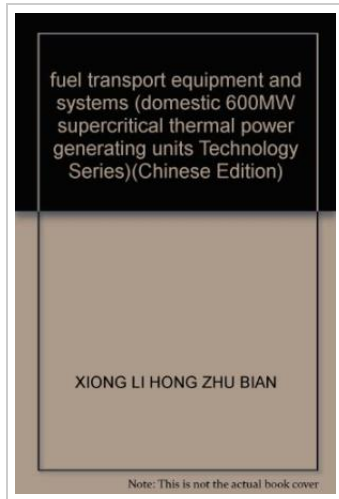 fuel transport equipment and
systems (domestic 600MW
supercritical thermal power
generating units Technology
Series)(Chinese Edition)
XIONG LI HONG ZHU BIAN
Note: This is not the actual book cover